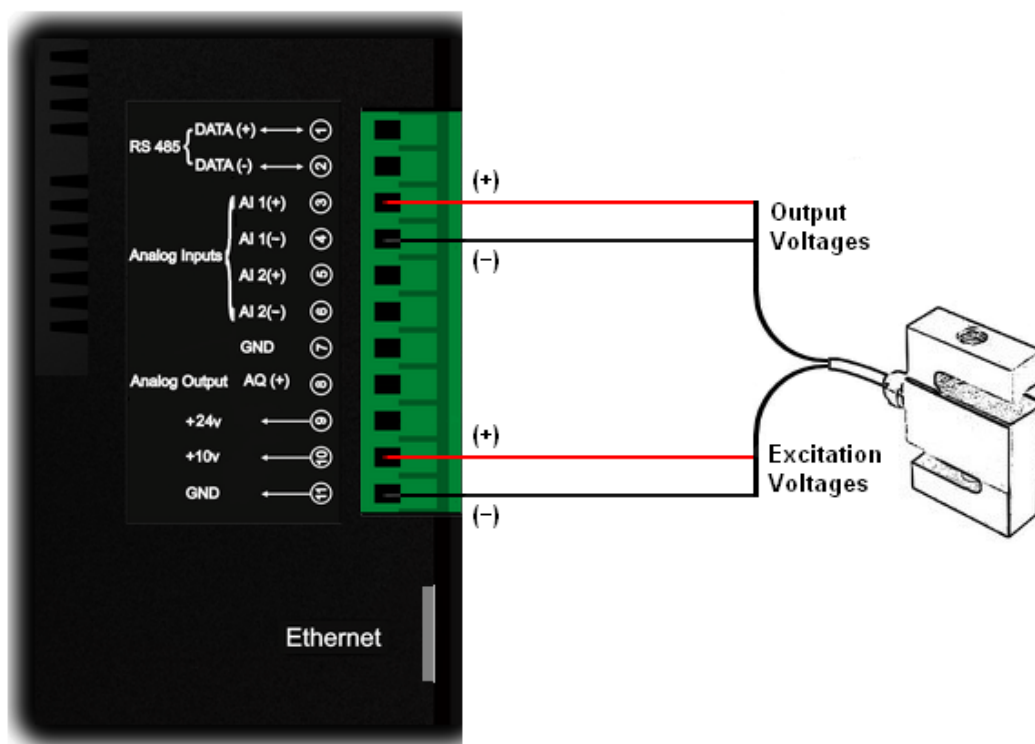 RS 485
DATA (+) 1
DATA (-) 2
Analog Inputs
AI 1(+) 3
AI 1(−) 4
AI 2(+) 5
AI 2(−) 6
GND 7
Analog Output AQ (+) 8
+24v 9
+10v 10
GND 11
Ethernet
(+)
(−)
Output
Voltages
(+)
(−)
Excitation
Voltages